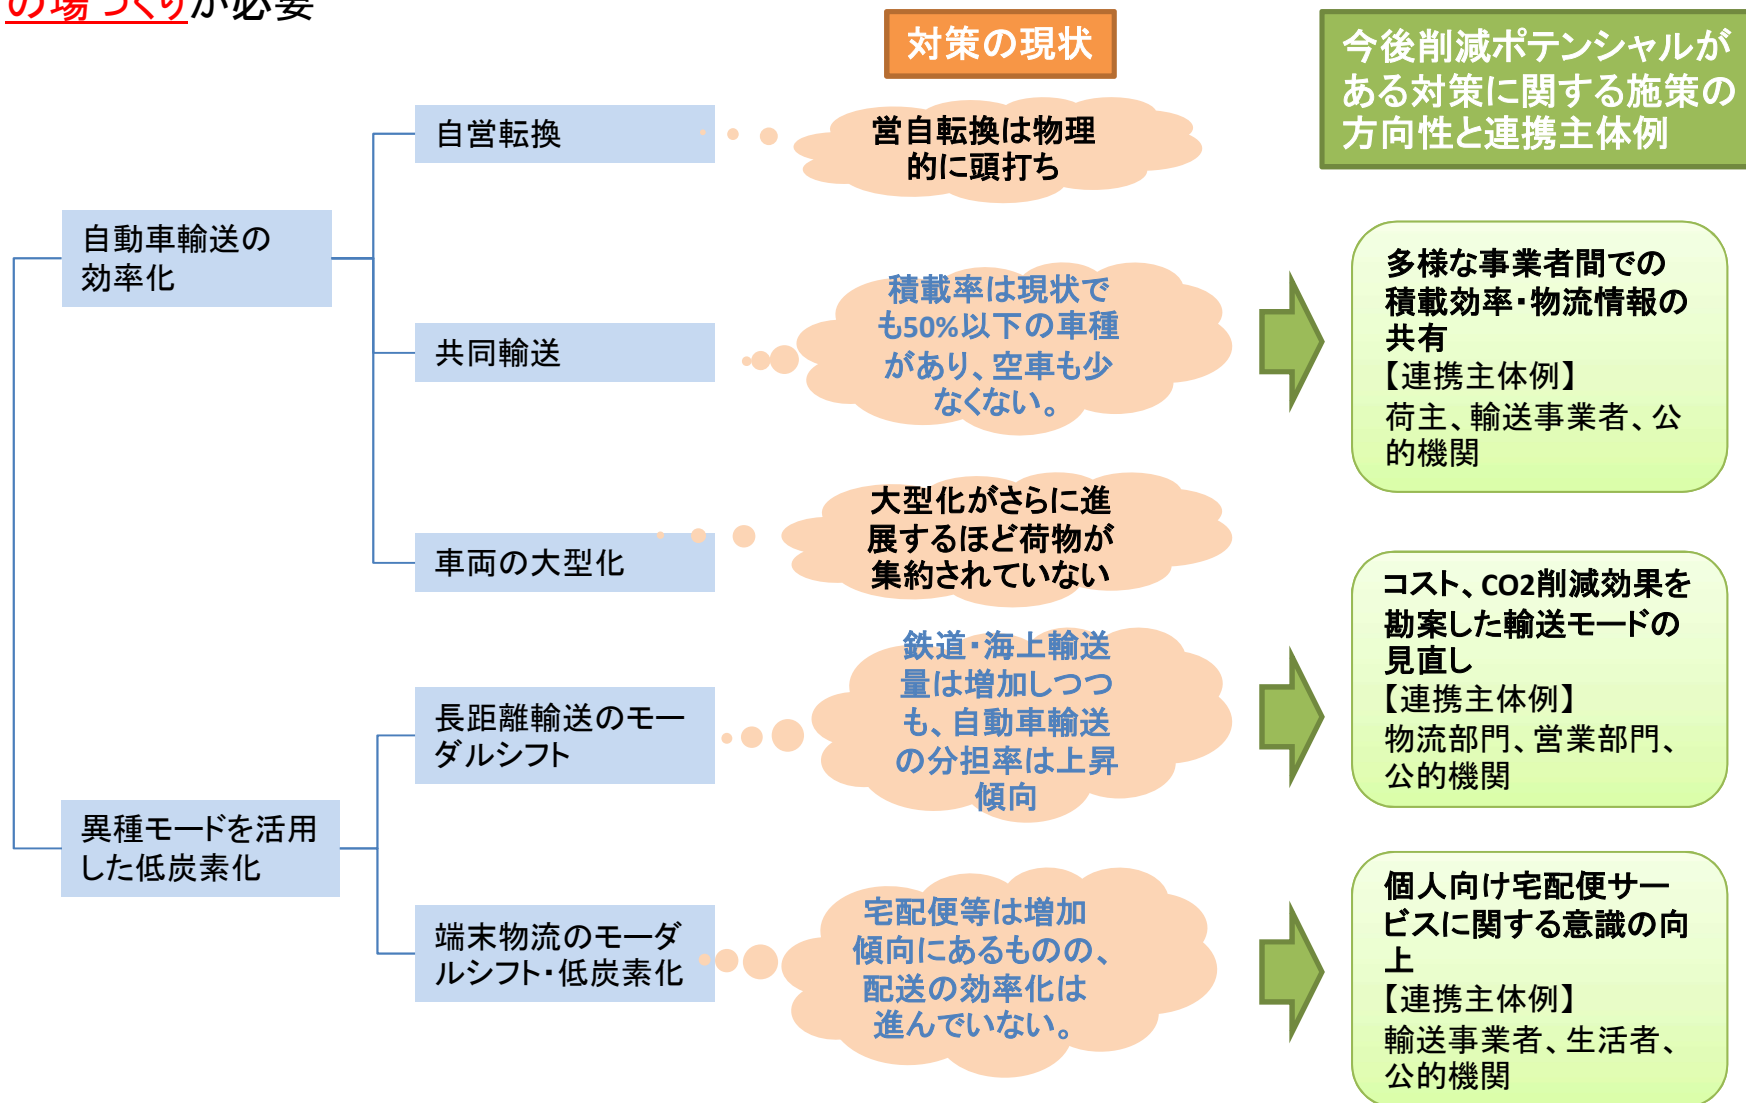 の場づくりが必要
対策の現状
今後削減ポテンシャルが
ある対策に関する施策の
方向性と連携主体例
自営転換
営自転換は物理
的に頭打ち
自動車輸送の
効率化
共同輸送
積載率は現状で
も50%以下の車種
があり、空車も少
なくない。
多様な事業者間での
積載効率・物流情報の
共有
【連携主体例】
荷主、輸送事業者、公
的機関
車両の大型化
大型化がさらに進
展するほど荷物が
集約されていない
異種モードを活用
した低炭素化
長距離輸送のモー
ダルシフト
鉄道・海上輸送
量は増加しつつ
も、自動車輸送
の分担率は上昇
傾向
コスト、CO2削減効果を
勘案した輸送モードの
見直し
【連携主体例】
物流部門、営業部門、
公的機関
端末物流のモーダ
ルシフト・低炭素化
宅配便等は増加
傾向にあるものの、
配送の効率化は
進んでいない。
個人向け宅配便サー
ビスに関する意識の向
上
【連携主体例】
輸送事業者、生活者、
公的機関